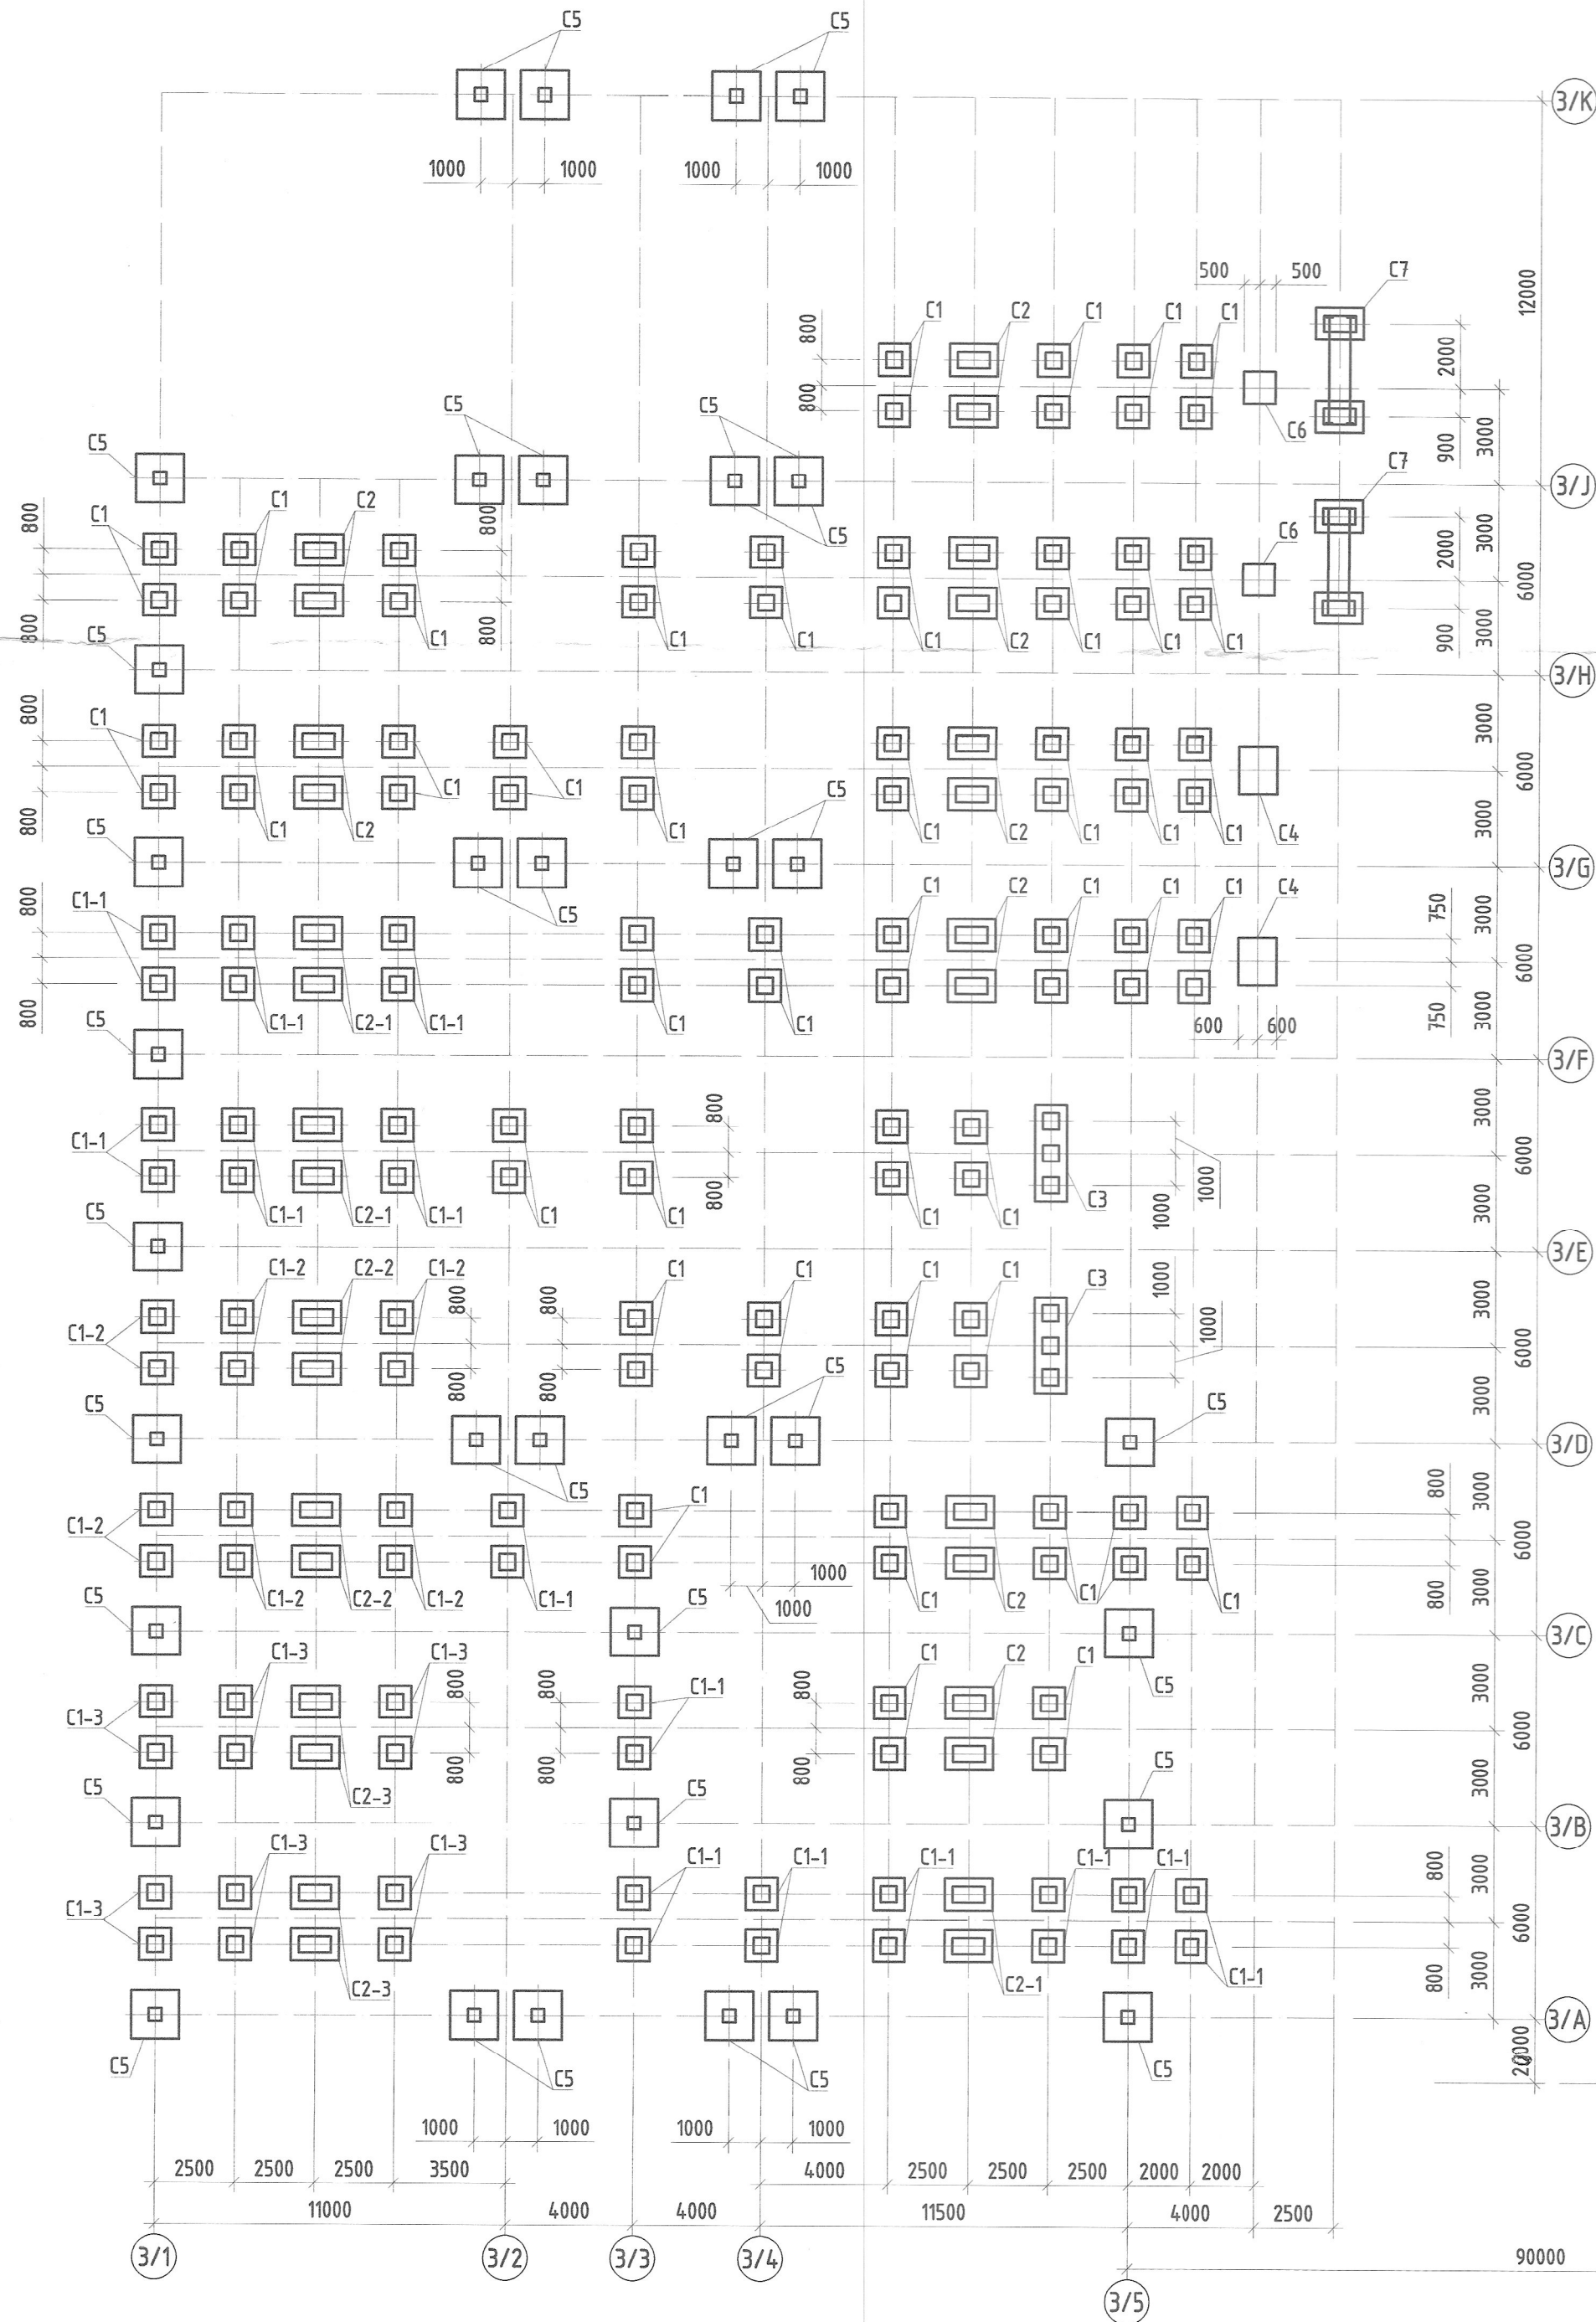 C5 C5
3/K
1000 1000 1000 1000
500 500 C7
12000
C1 C2 C1 C1 C1
800
2000
800
C5 C5 C6
900 3000
C5 C7
3/J
C1 C2 800
800 C1 C5 C6 2000 3000
6000
800 C5 C1 800 C1 C1 C1 C2 C1 C1 C1 900 3000
3/H
800 C1 3000
C1 C1 C5 6000
800 C1 C2 C1 C1 C2 C1 C1 C1 C4 3000
C5
3/G
C1-1 C5 C1 C2 C1 C1 C1 C4
800 750 3000
6000
800 C1-1 C2-1 C1-1 C1 C1 600 600 750 3000
C5
3/F
800 3000
C1-1 6000
800 1000
C1-1 C2-1 C1-1 C1 C1 C1 C1 C3 1000 3000
C5
3/E
C1-2 C2-2 C1-2 C1 C1 C1 C1 C3 1000
800 800 3000
C1-2 1000 6000
800 800 C5 3000
C5 C5
3/D
C5 C1 800 3000
C1-2 6000
1000
C1-2 C2-2 C1-2 C1-1 1000 C1 C2 C1 C1 800 3000
C5 C5
3/C
C1-3 C1-3 C1 C2 C1 C5
800 800 C1-1 800 3000
C1-3 6000
800 800 800 C5 3000
C5 C2-3 C5
3/B
C1-3 C1-3 C1-1 C1-1 C1-1 C1-1 C1-1
800 3000
C1-3 6000
C2-3 C2-1 C1-1 800 3000
3/A
C5 C5 C5 C5
1000 1000 1000 1000
2500 2500 2500 3500 4000 2500 2500 2500 2000 2000
11000 4000 4000 11500 4000 2500
3/1 3/2 3/3 3/4 90000
3/5